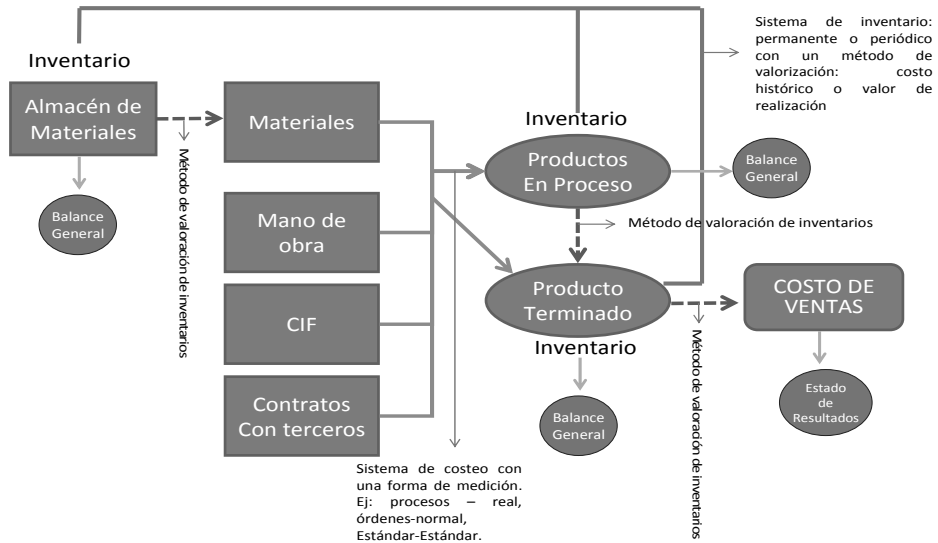 Sistema de inventario:
permanente o periódico
con un método de
valorización: costo
histórico o valor de
realización
Inventario
Almacén de
Materiales
Balance
General
Método de valoración de
inventarios
Materiales
Mano de
obra
CIF
Contratos
Con terceros
Sistema de costeo con
una forma de medición.
Ej: procesos – real,
órdenes-normal,
Estándar-Estándar.
Inventario
Productos
En Proceso
Balance
General
Método de valoración de inventarios
Producto
Terminado
Inventario
Balance
General
Método de valoración de
inventarios
COSTO DE
VENTAS
Estado
de
Resultados